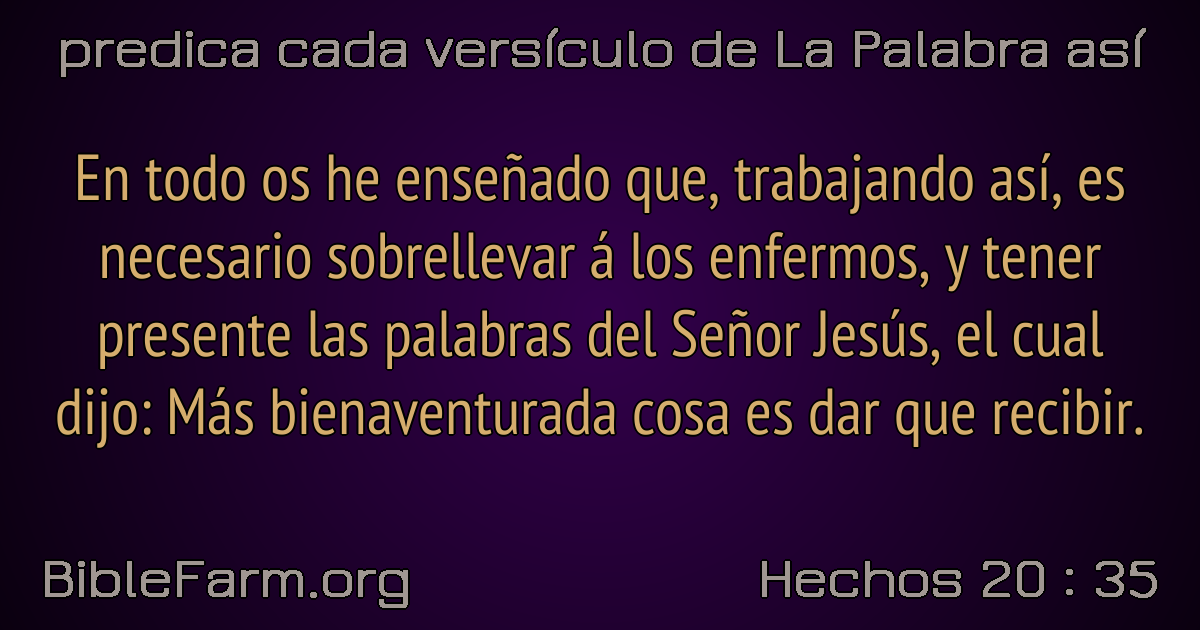 predica cada versículo de La Palabra así
En todo os he enseñado que, trabajando así, es
necesario sobrellevar á los enfermos, y tener
presente las palabras del Señor Jesús, el cual
dijo: Más bienaventurada cosa es dar que recibir.
BibleFarm.org
Hechos 20 : 35